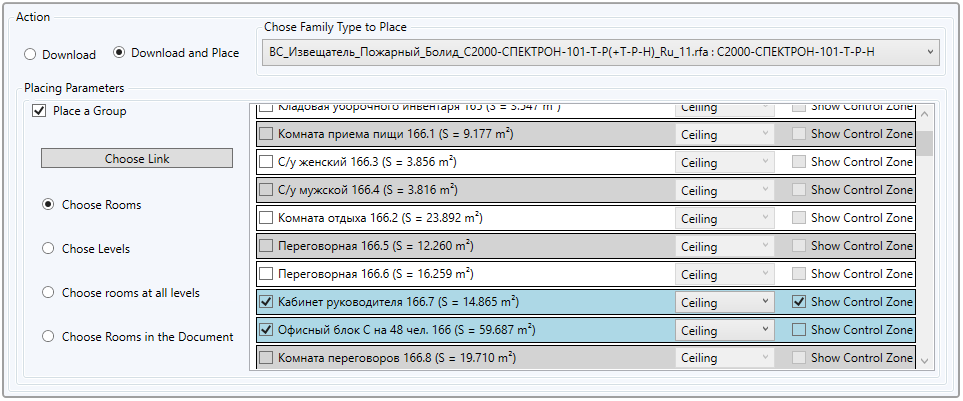 Action
Chose Family Type to Place
Download
Download and Place
ВС_Извещатель_Пожарный_Болид_С2000-СПЕКТРОН-101-Т-Р(+Т-Р-Н)_Ru_11.rfa : С2000-СПЕКТРОН-101-Т-Р-Н
Placing Parameters
Place a Group
Choose Link
Choose Rooms
Chose Levels
Choose rooms at all levels
Choose Rooms in the Document
Кладовая уборочного инвентаря 165 (S = 3.547 m²) Ceiling Show Control Zone
Комната приема пищи 166.1 (S = 9.177 m²) Ceiling Show Control Zone
С/у женский 166.3 (S = 3.856 m²) Ceiling Show Control Zone
С/у мужской 166.4 (S = 3.816 m²) Ceiling Show Control Zone
Комната отдыха 166.2 (S = 23.892 m²) Ceiling Show Control Zone
Переговорная 166.5 (S = 12.260 m²) Ceiling Show Control Zone
Переговорная 166.6 (S = 16.259 m²) Ceiling Show Control Zone
Кабинет руководителя 166.7 (S = 14.865 m²) Ceiling Show Control Zone
Офисный блок С на 48 чел. 166 (S = 59.687 m²) Ceiling Show Control Zone
Комната переговоров 166.8 (S = 19.710 m²) Ceiling Show Control Zone